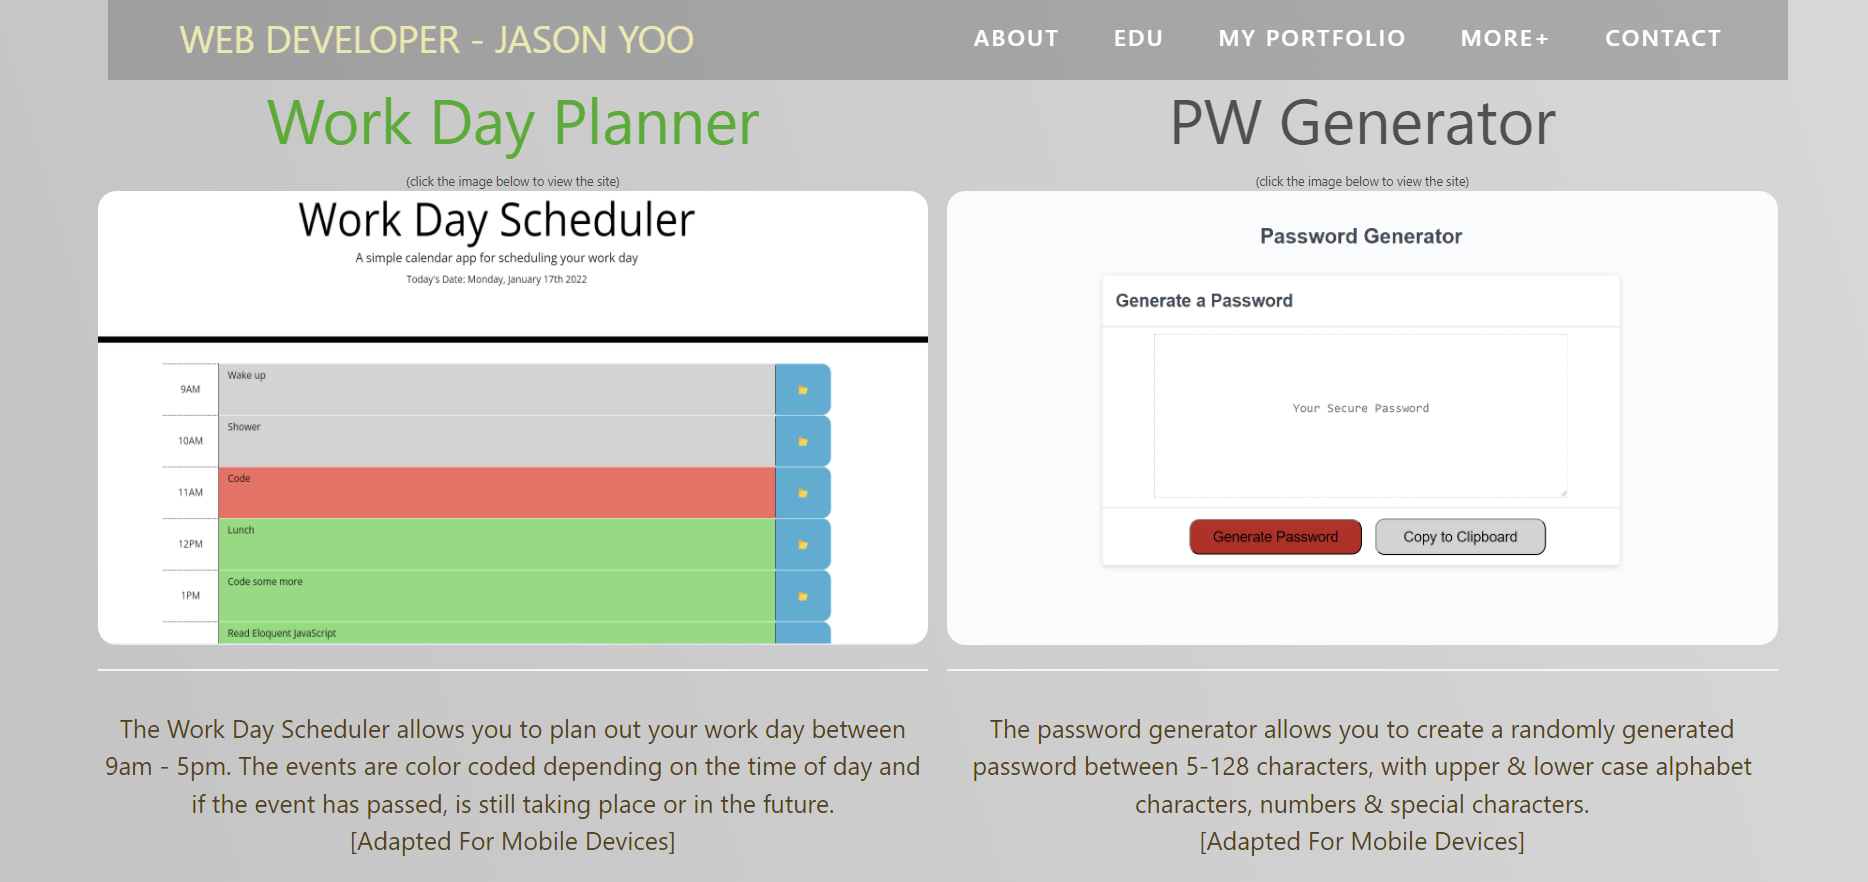 WEB DEVELOPER - JASON YOO
ABOUT
EDU
MY PORTFOLIO
MORE+
CONTACT
Work Day Planner
(click the image below to view the site)
Work Day Scheduler
A simple calendar app for scheduling your work day
Today's Date: Monday, January 17th 2022
9AM
Wake up
10AM
Shower
11AM
Code
12PM
Lunch
1PM
Code some more
Read Eloquent JavaScript
The Work Day Scheduler allows you to plan out your work day between
9am - 5pm. The events are color coded depending on the time of day and
if the event has passed, is still taking place or in the future.
[Adapted For Mobile Devices]
PW Generator
(click the image below to view the site)
Password Generator
Generate a Password
Your Secure Password
Generate Password
Copy to Clipboard
The password generator allows you to create a randomly generated
password between 5-128 characters, with upper & lower case alphabet
characters, numbers & special characters.
[Adapted For Mobile Devices]